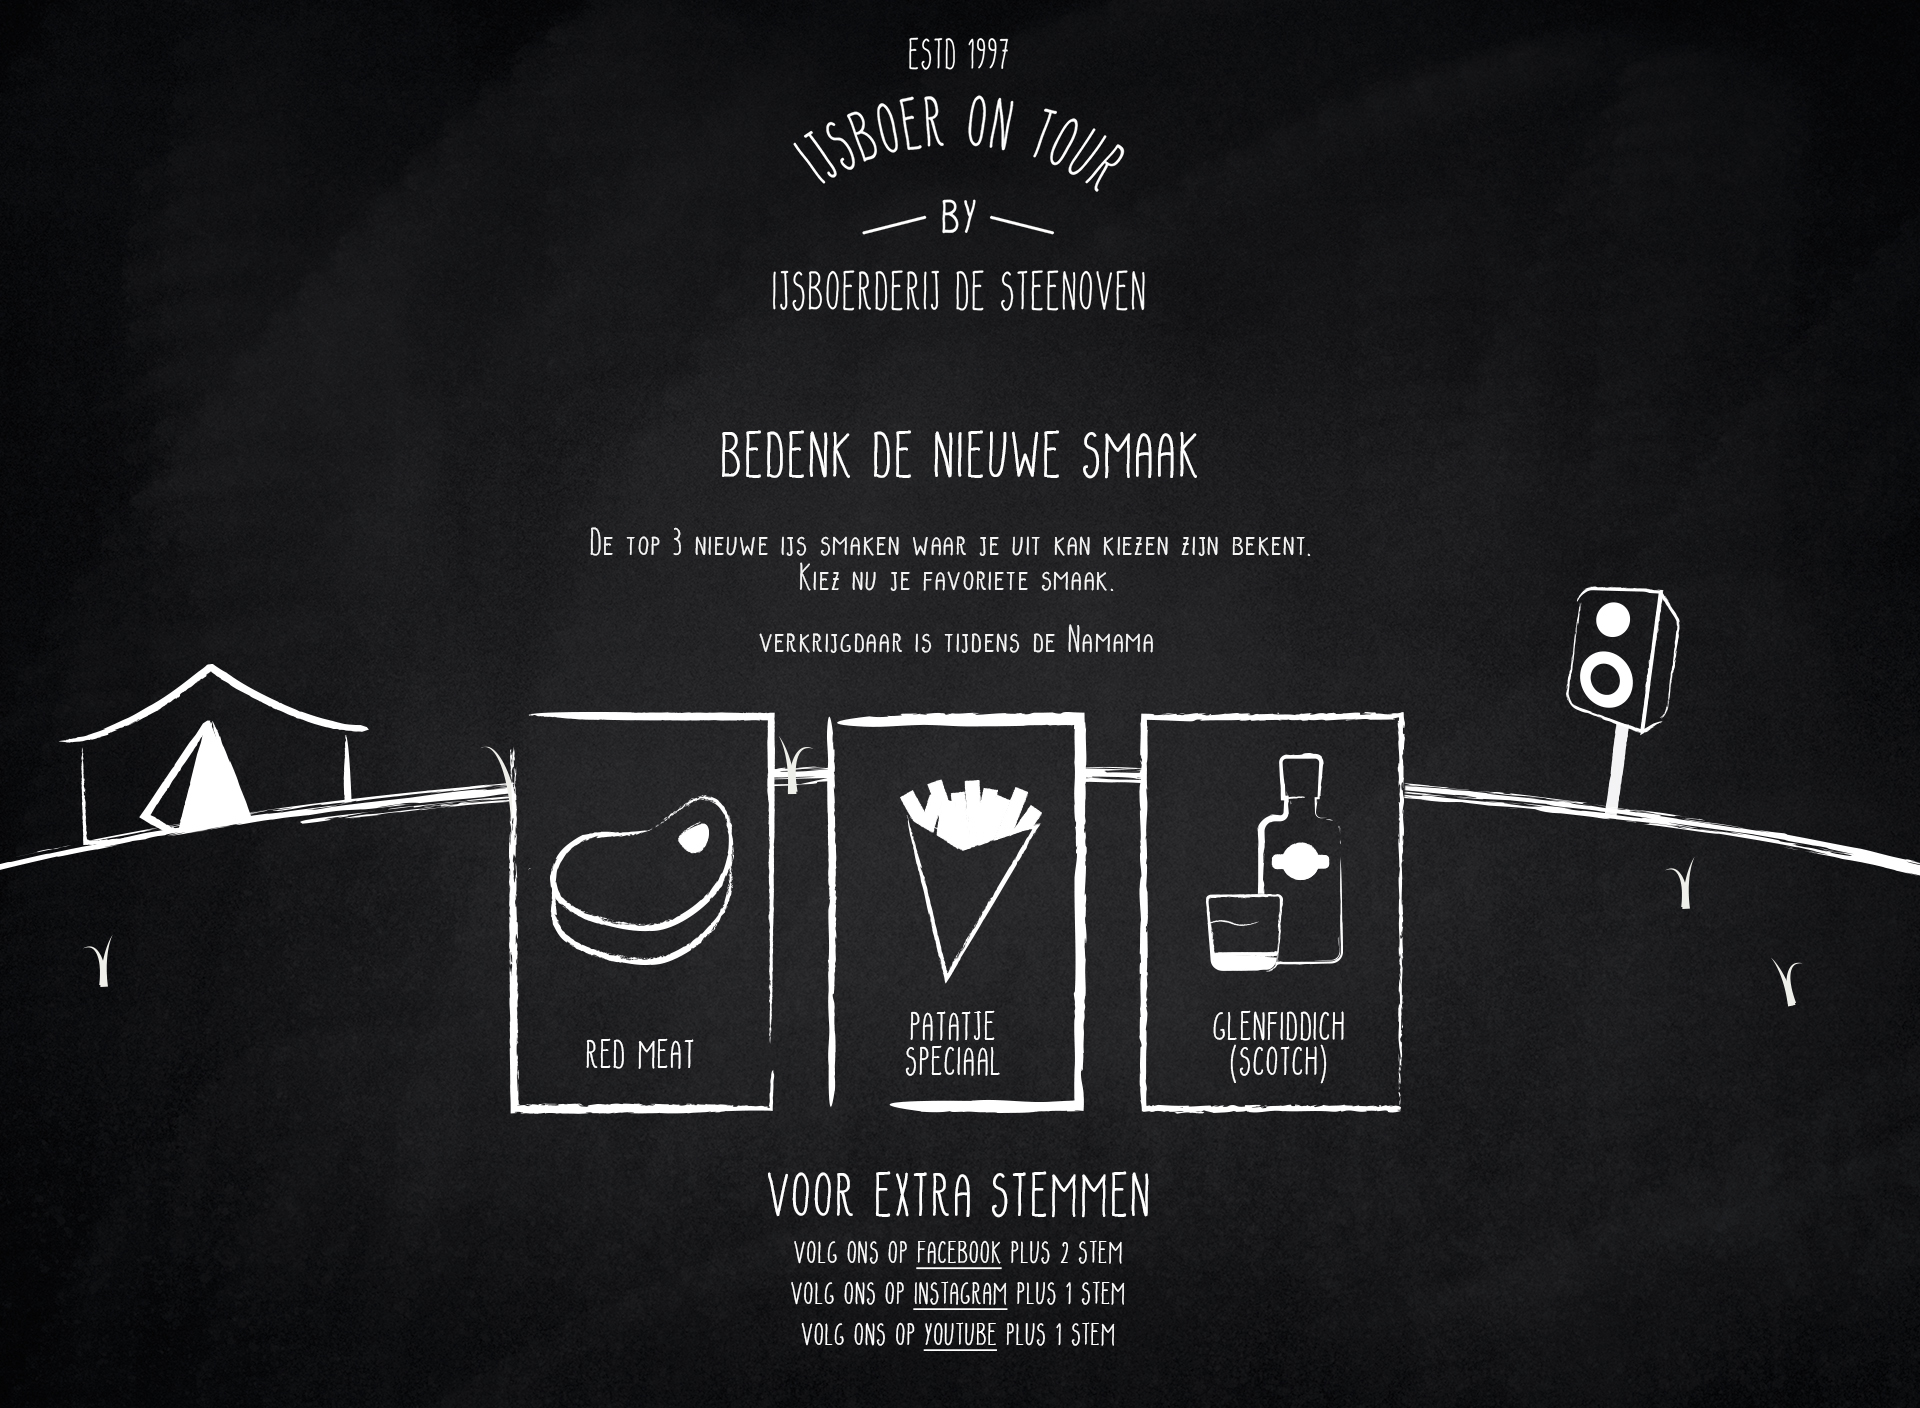 ESTD 1997
IJSBOER ON TOUR
BY
IJSBOERDERIJ DE STEENOVEN
BEDENK DE NIEUWE SMAAK
De top 3 nieuwe ijs smaken waar je uit kan kiezen zijn bekent.
Kiez nu je favoriete smaak.
verkrijgdaar is tijdens de Namama
RED MEAT
PATATJE
SPECIAAL
GLENFIDDICH
(SCOTCH)
VOOR EXTRA STEMMEN
VOLG ONS OP FACEBOOK PLUS 2 STEM
VOLG ONS OP INSTAGRAM PLUS 1 STEM
VOLG ONS OP YOUTUBE PLUS 1 STEM